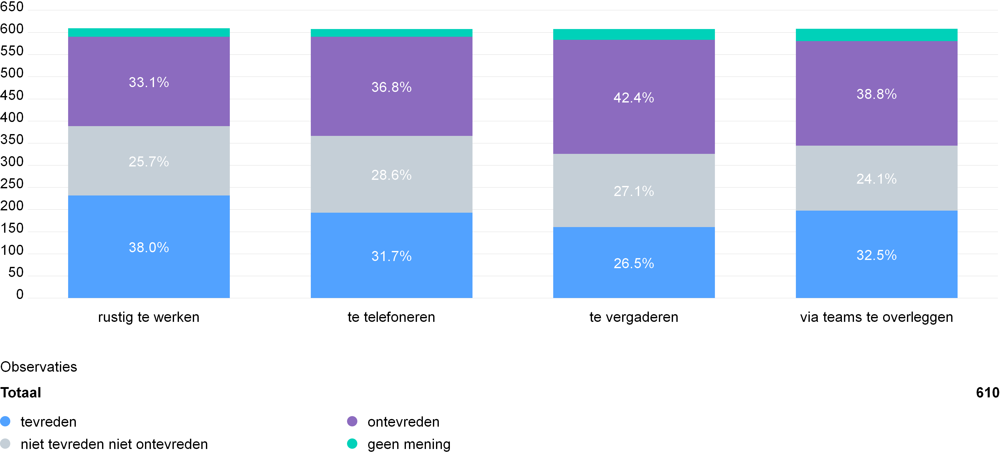 650
600
550
500
450
400
350
300
250
200
150
100
50
0
33.1%
36.8%
42.4%
38.8%
25.7%
28.6%
27.1%
24.1%
38.0%
31.7%
26.5%
32.5%
rustig te werken
te telefoneren
te vergaderen
via teams te overleggen
Observaties
Totaal 610
tevreden
ontevreden
niet tevreden niet ontevreden
geen mening